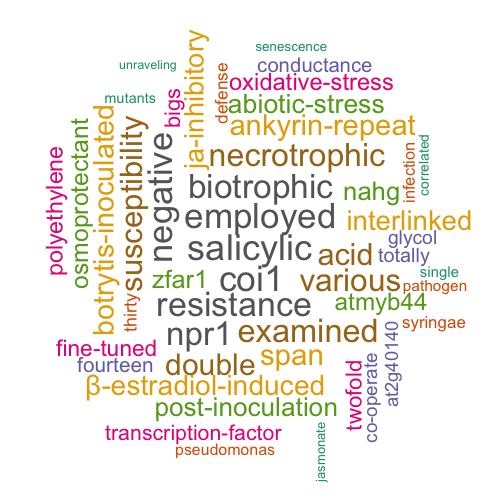 senescence
unraveling
conductance
oxidative-stress
mutants
bigs
ja-inhibitory
defense
abiotic-stress
ankyrin-repeat
polyethylene
osmoprotectant
botrytis-inoculated
susceptibility
negative
necrotrophic
biotrophic
nahg
infection
correlated
employed
interlinked
salicylic
acid
glycol
totally
zfar1
coi1
various
single
pathogen
thirty
resistance
atmyb44
syringae
npr1
examined
fine-tuned
fourteen
double
span
β-estradiol-induced
twofold
co-operate
at2g40140
post-inoculation
transcription-factor
pseudomonas
jasmonate